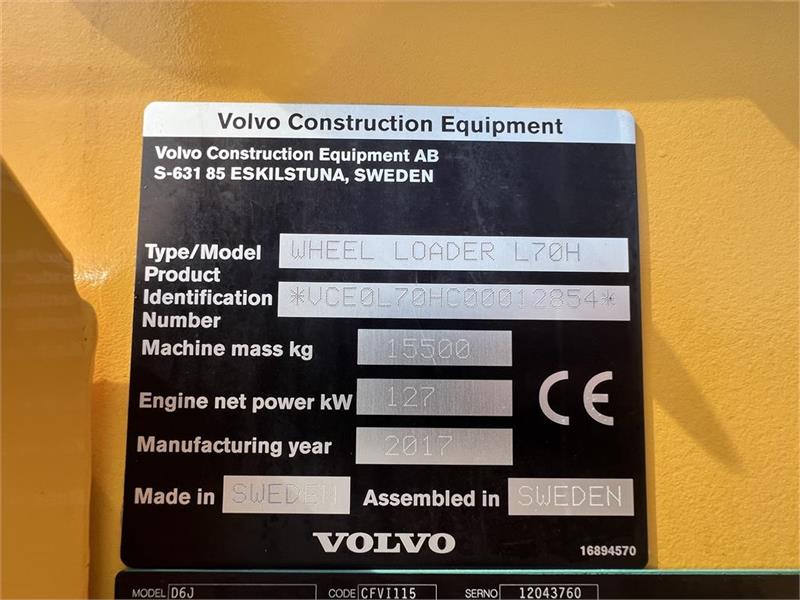 Volvo Construction Equipment
Volvo Construction Equipment AB
S-631 85 ESKILSTUNA, SWEDEN
Type/Model WHEEL LOADER L70H
Product
Identification *VCE0L70HC00012854*
Number
Machine mass kg 15500
Engine net power kW 127
Manufacturing year 2017
CE
Made in SWEDEN Assembled in SWEDEN
VOLVO 16894570
MODEL D6J CODE CFVI115 SERNO 12043760